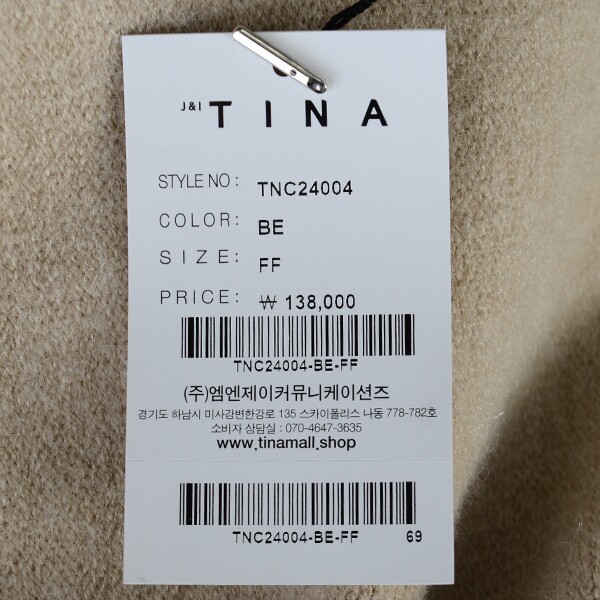 J&I TINA
STYLE NO : TNC24004
COLOR: BE
SIZE: FF
PRICE: ₩ 138,000
TNC24004-BE-FF
(주)엠엔제이커뮤니케이션즈
경기도 하남시 미사강변한강로 135 스카이폴리스 나동 778-782호
소비자 상담실 : 070-4647-3635
www.tinamall.shop
TNC24004-BE-FF 69